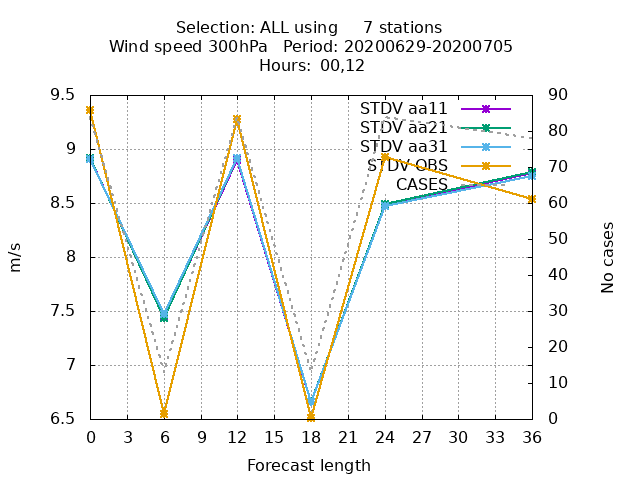 Selection: ALL using     7 stations
Wind speed 300hPa   Period: 20200629-20200705
Hours: 00,12
STDV aa11
STDV aa21
STDV aa31
STDV OBS
CASES
9.5
9
8.5
8
7.5
7
6.5
m/s
90
80
70
60
50
40
30
20
10
0
No cases
0 3 6 9 12 15 18 21 24 27 30 33 36
Forecast length